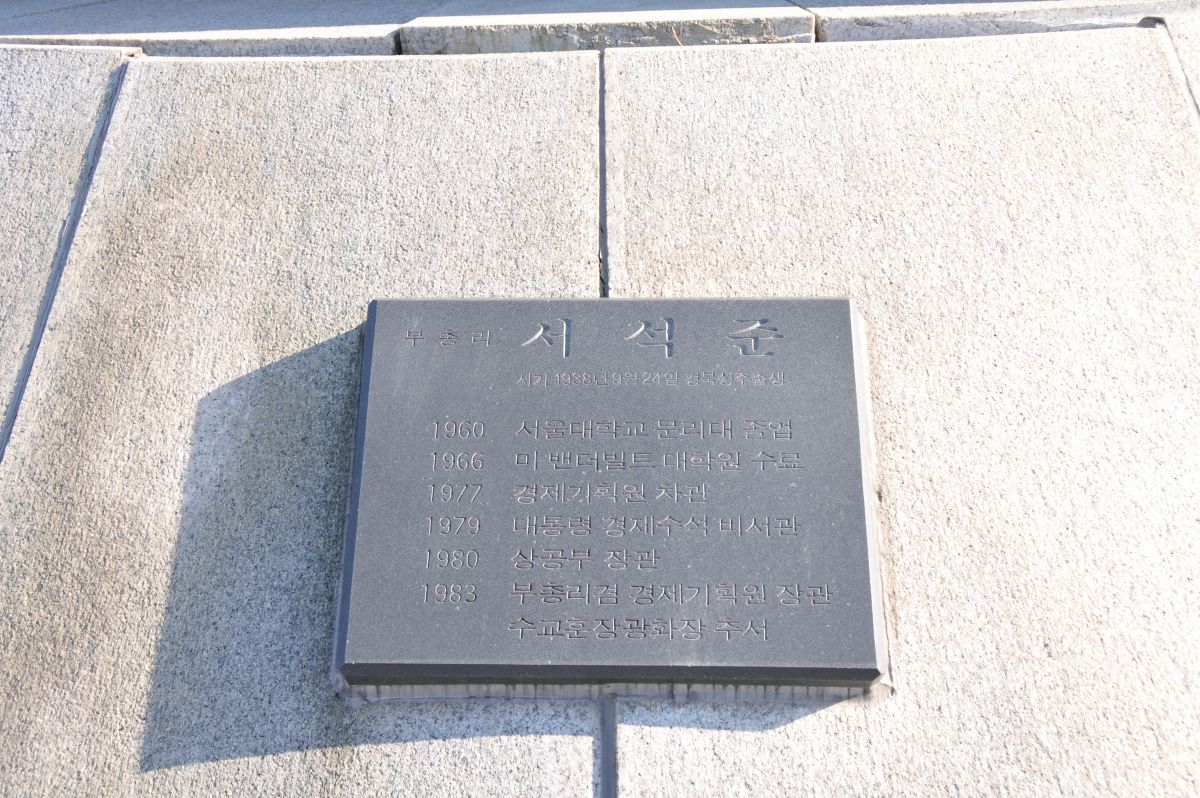 부총리 서석준
서기 1938년 9월 24일 경북성주출생
1960 서울대학교 문리대 졸업
1966 미 밴더빌트 대학원 수료
1977 경제기획원 차관
1979 대통령 경제수석 비서관
1980 상공부 장관
1983 부총리겸 경제기획원 장관
수교훈장광화장 추서